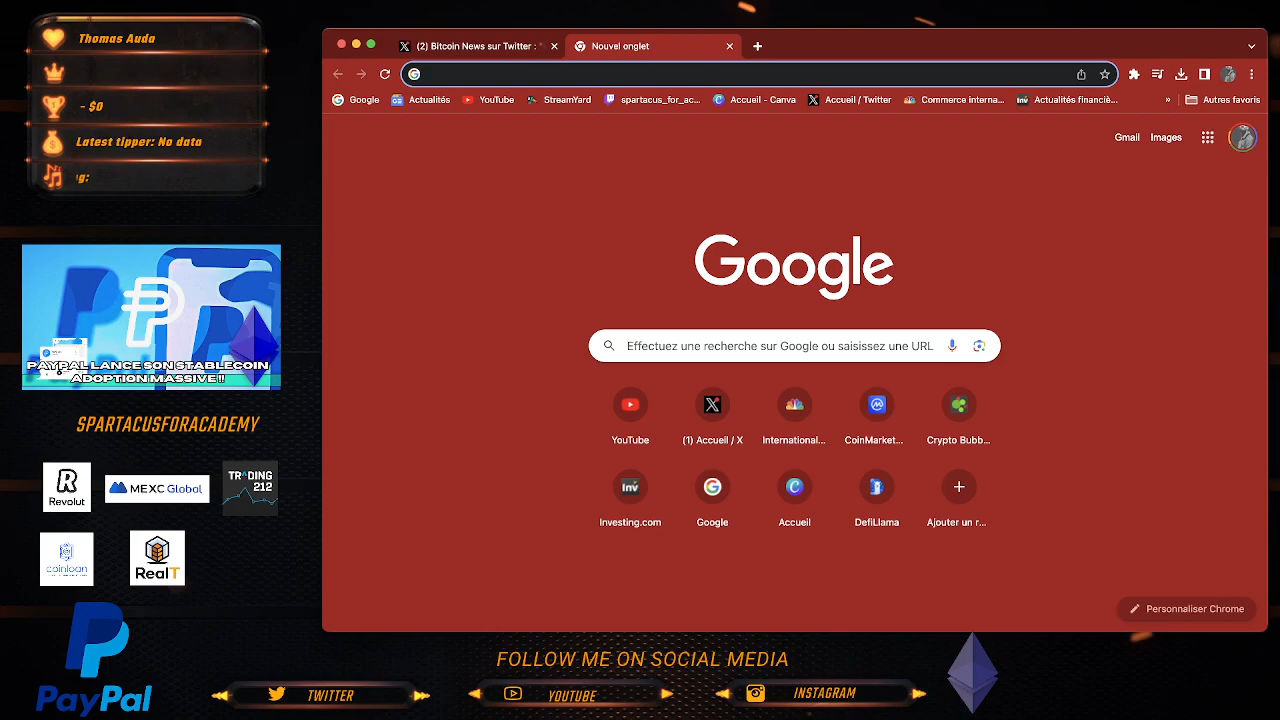 Thomas Auda
- $0
Latest tipper: No data
ıg:
PAYPAL LANCE SON STABLECOIN
ADOPTION MASSIVE !!
SPARTACUSFORACADEMY
R
Revolut
MEXC Global
TRADING
212
coinloan
RealT
PayPal
(2) Bitcoin News sur Twitter : "
Nouvel onglet
Google
Actualités
YouTube
StreamYard
spartacus_for_ac...
Accueil - Canva
Accueil / Twitter
Commerce interna...
Inv
Actualités financiè...
»
Autres favoris
Gmail
Images
Google
Effectuez une recherche sur Google ou saisissez une URL
YouTube
(1) Accueil / X
International...
CoinMarket...
Crypto Bubb...
Inv
Investing.com
Google
Accueil
DefiLlama
Ajouter un r...
Personnaliser Chrome
FOLLOW ME ON SOCIAL MEDIA
TWITTER
YOUTUBE
INSTAGRAM